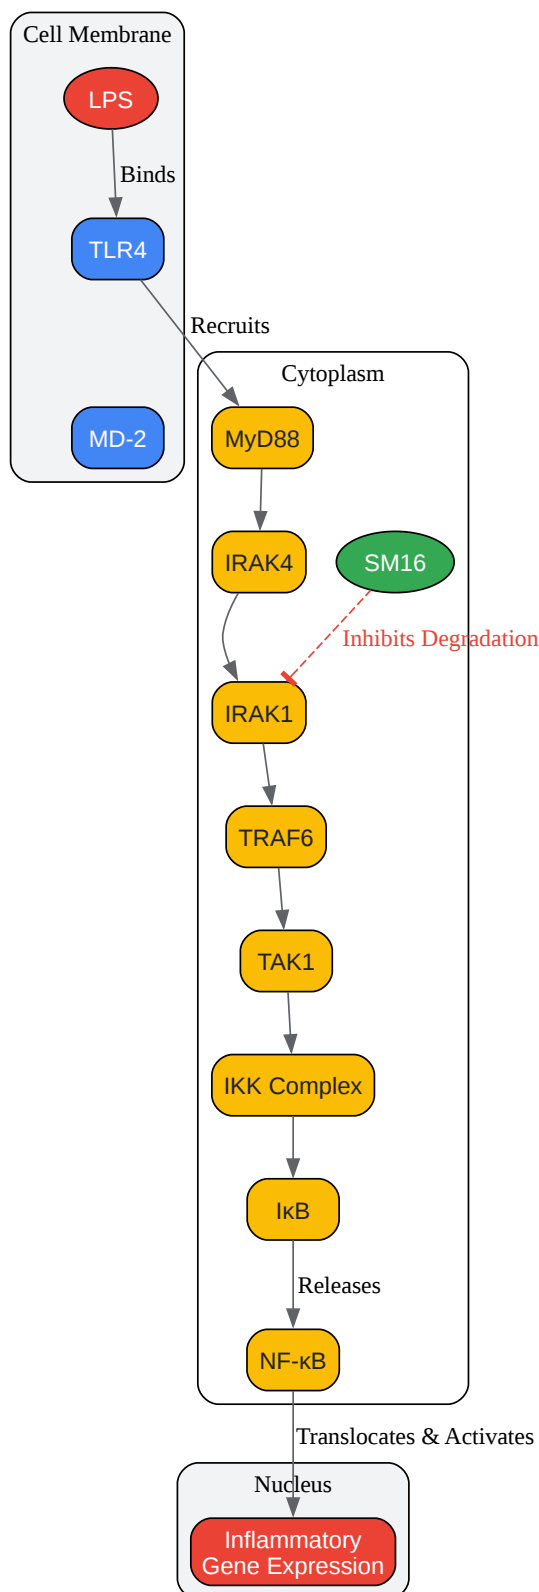 Cell Membrane
LPS
Binds
TLR4
Recruits
Cytoplasm
MD-2
MyD88
IRAK4
SM16
Inhibits Degradation
IRAK1
TRAF6
TAK1
IKK Complex
IκB
Releases
NF-κB
Translocates & Activates
Nucleus
Inflammatory
Gene Expression